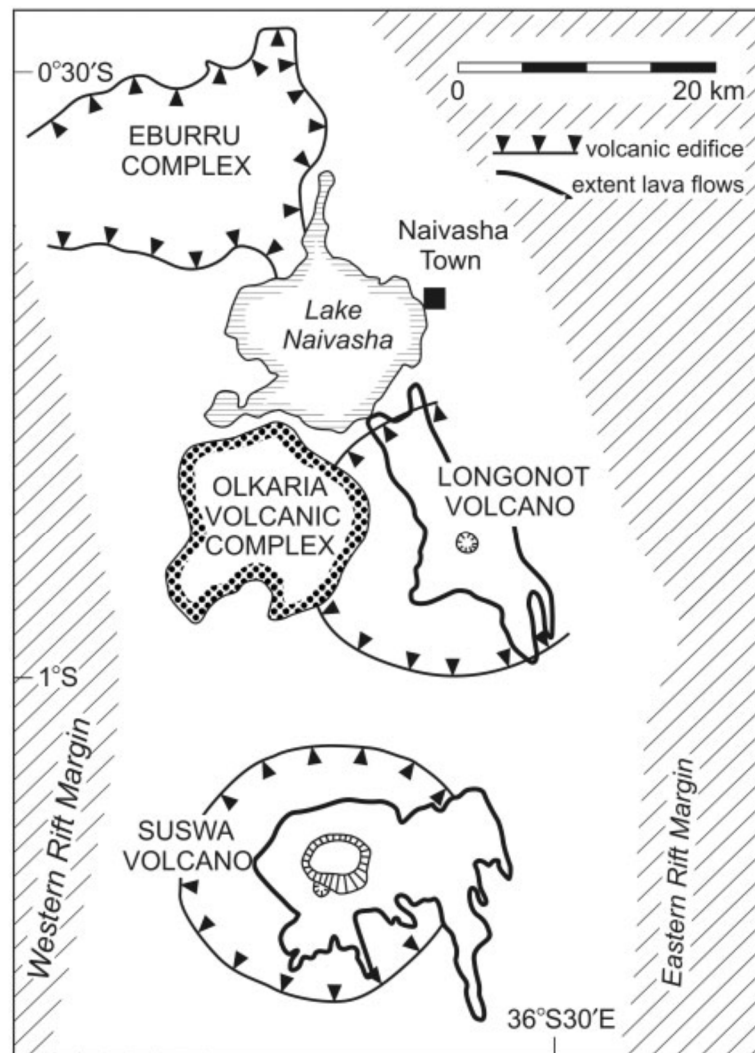 0°30′S
0
20 km
volcanic edifice
extent lava flows
EBURRU
COMPLEX
Naivasha
Town
Lake
Naivasha
OLKARIA
VOLCANIC
COMPLEX
LONGONOT
VOLCANO
1°S
Western Rift Margin
SUSWA
VOLCANO
Eastern Rift Margin
36°S30′E